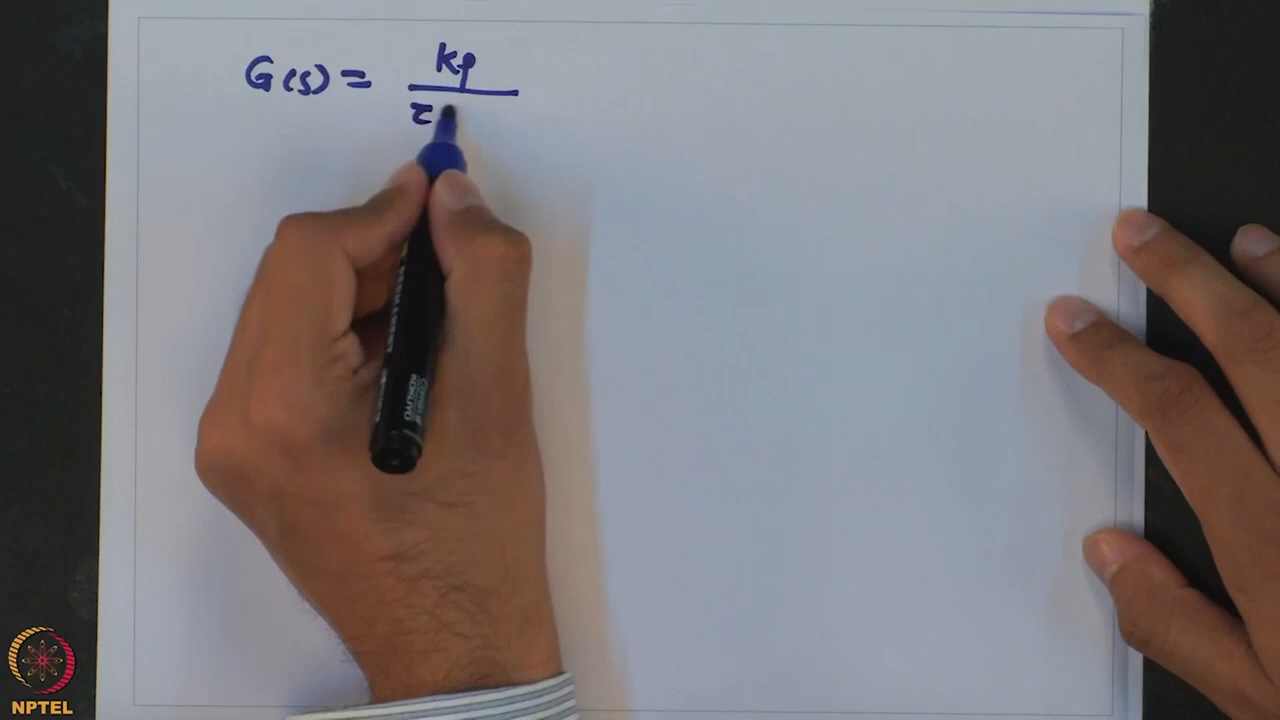 G(s) = kp
τ
NPTEL